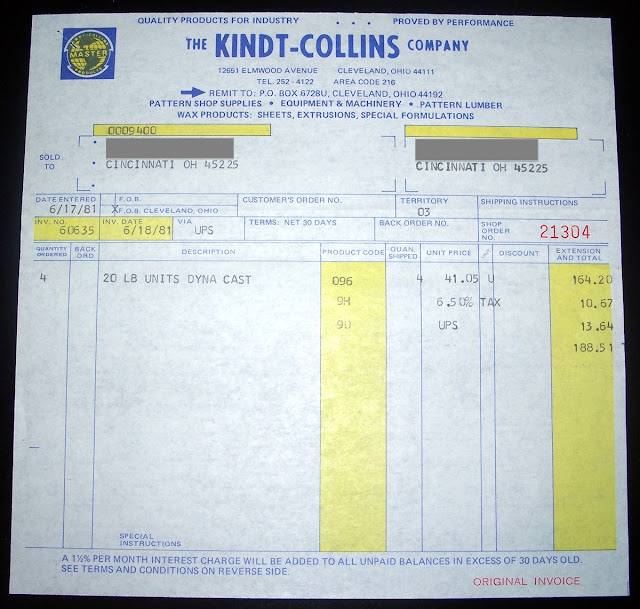 QUALITY PRODUCTS FOR INDUSTRY • • • PROVED BY PERFORMANCE
MASTER
THE KINDT-COLLINS COMPANY
12651 ELMWOOD AVENUE CLEVELAND, OHIO 44111
TEL. 252-4122 AREA CODE 216
REMIT TO: P.O. BOX 6728U, CLEVELAND, OHIO 44192
PATTERN SHOP SUPPLIES • EQUIPMENT & MACHINERY • PATTERN LUMBER
WAX PRODUCTS: SHEETS, EXTRUSIONS, SPECIAL FORMULATIONS
0009400
SOLD TO
CINCINNATI OH 45225 CINCINNATI OH 45225
DATE ENTERED F.O.B. CUSTOMER'S ORDER NO. TERRITORY SHIPPING INSTRUCTIONS
6/17/81 XF.O.B. CLEVELAND, OHIO 03
INV. NO. INV. DATE VIA TERMS: NET 30 DAYS BACK ORDER NO. SHOP ORDER NO.
60635 6/18/81 UPS 21304
QUANTITY ORDERED BACK ORD DESCRIPTION PRODUCT CODE QUAN. SHIPPED UNIT PRICE DISCOUNT EXTENSION AND TOTAL
4 20 LB UNITS DYNA CAST 096 4 41.05 U 164.20
9H 6.50% TAX 10.67
9D UPS 13.64
188.51 T
SPECIAL INSTRUCTIONS
A 1½% PER MONTH INTEREST CHARGE WILL BE ADDED TO ALL UNPAID BALANCES IN EXCESS OF 30 DAYS OLD.
SEE TERMS AND CONDITIONS ON REVERSE SIDE.
ORIGINAL INVOICE